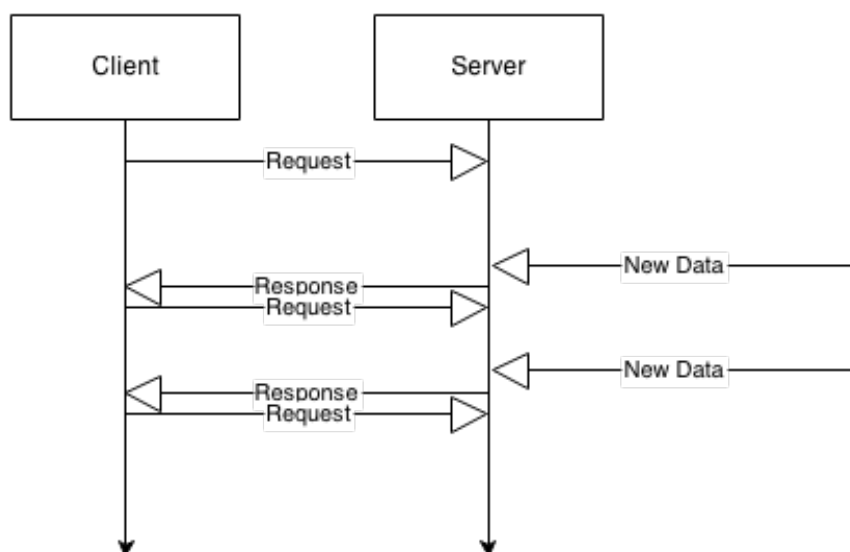 Client
Server
Request
New Data
Response
Request
New Data
Response
Request